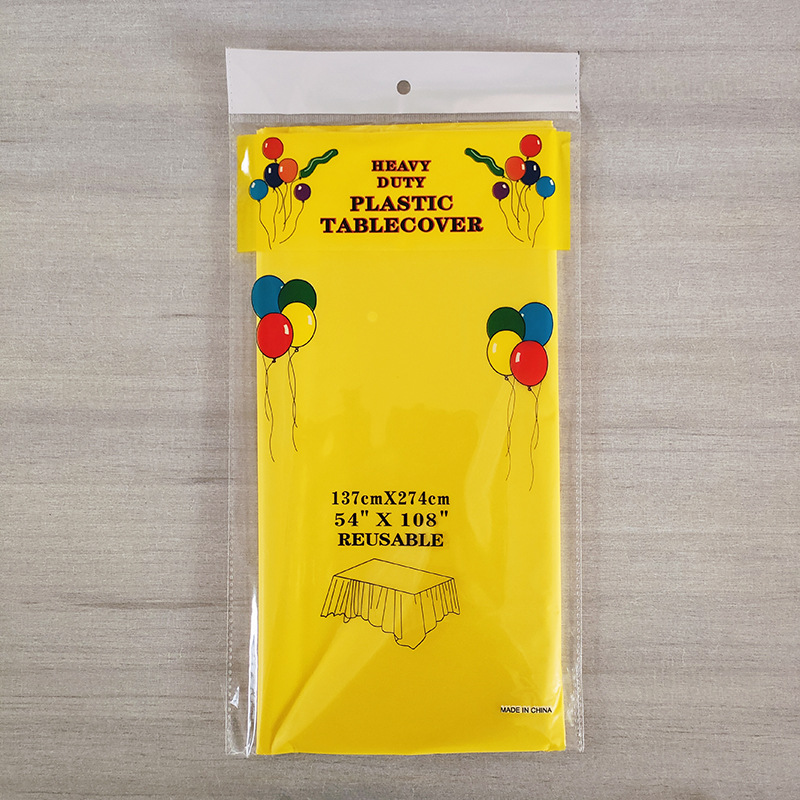 HEAVY
DUTY
PLASTIC
TABLECOVER
137cmX274cm
54" X 108"
REUSABLE
MADE IN CHINA